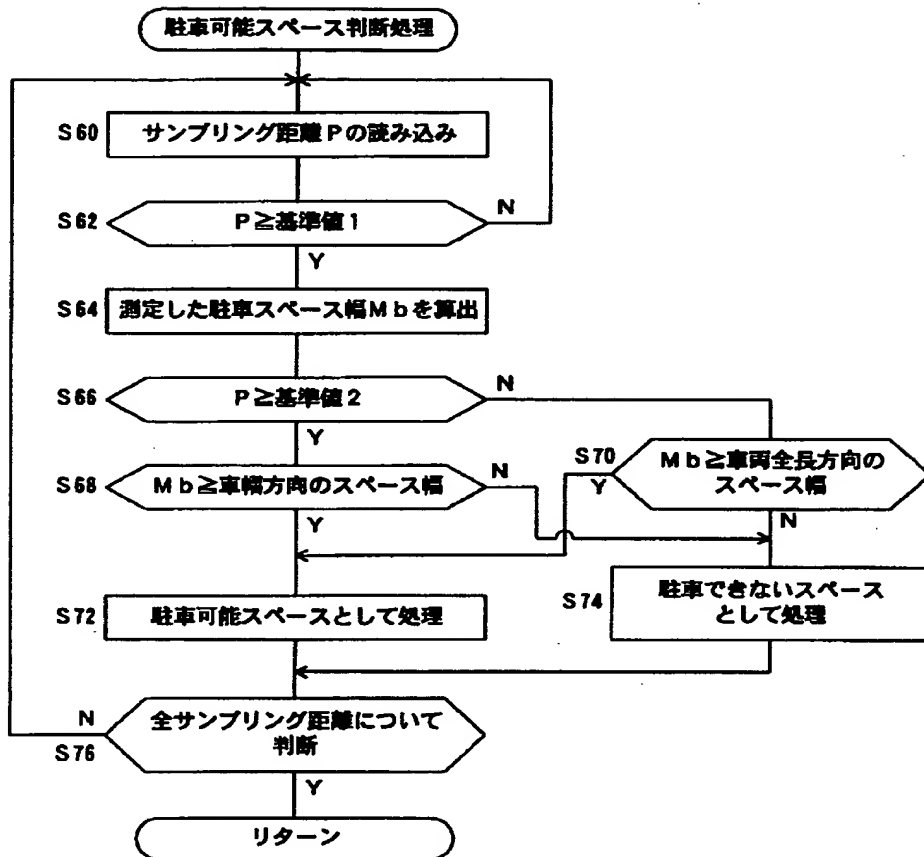 駐車可能スペース判断処理
S60
サンプリング距離Pの読み込み
S62
P≧基準値1
N
Y
S64
測定した駐車スペース幅Mbを算出
S66
P≧基準値2
N
Y
S70
Mb≧車両全長方向の
スペース幅
Y
N
S68
Mb≧車幅方向のスペース幅
N
Y
S72
駐車可能スペースとして処理
S74
駐車できないスペース
として処理
N
S76
全サンプリング距離について
判断
Y
リターン